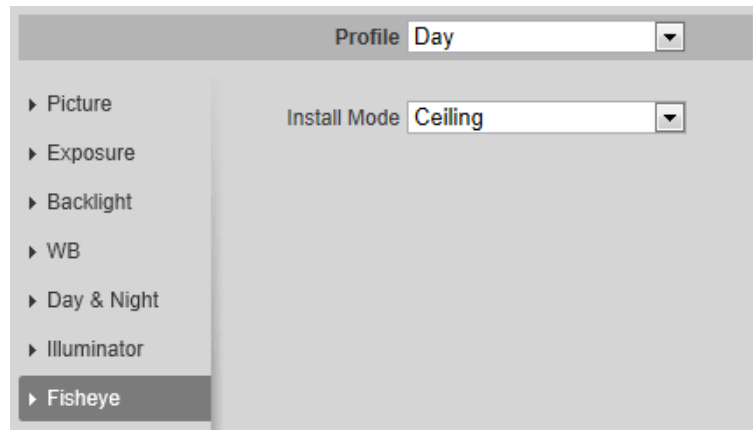 Profile Day
Install Mode Ceiling
Picture
Exposure
Backlight
WB
Day & Night
Illuminator
Fisheye